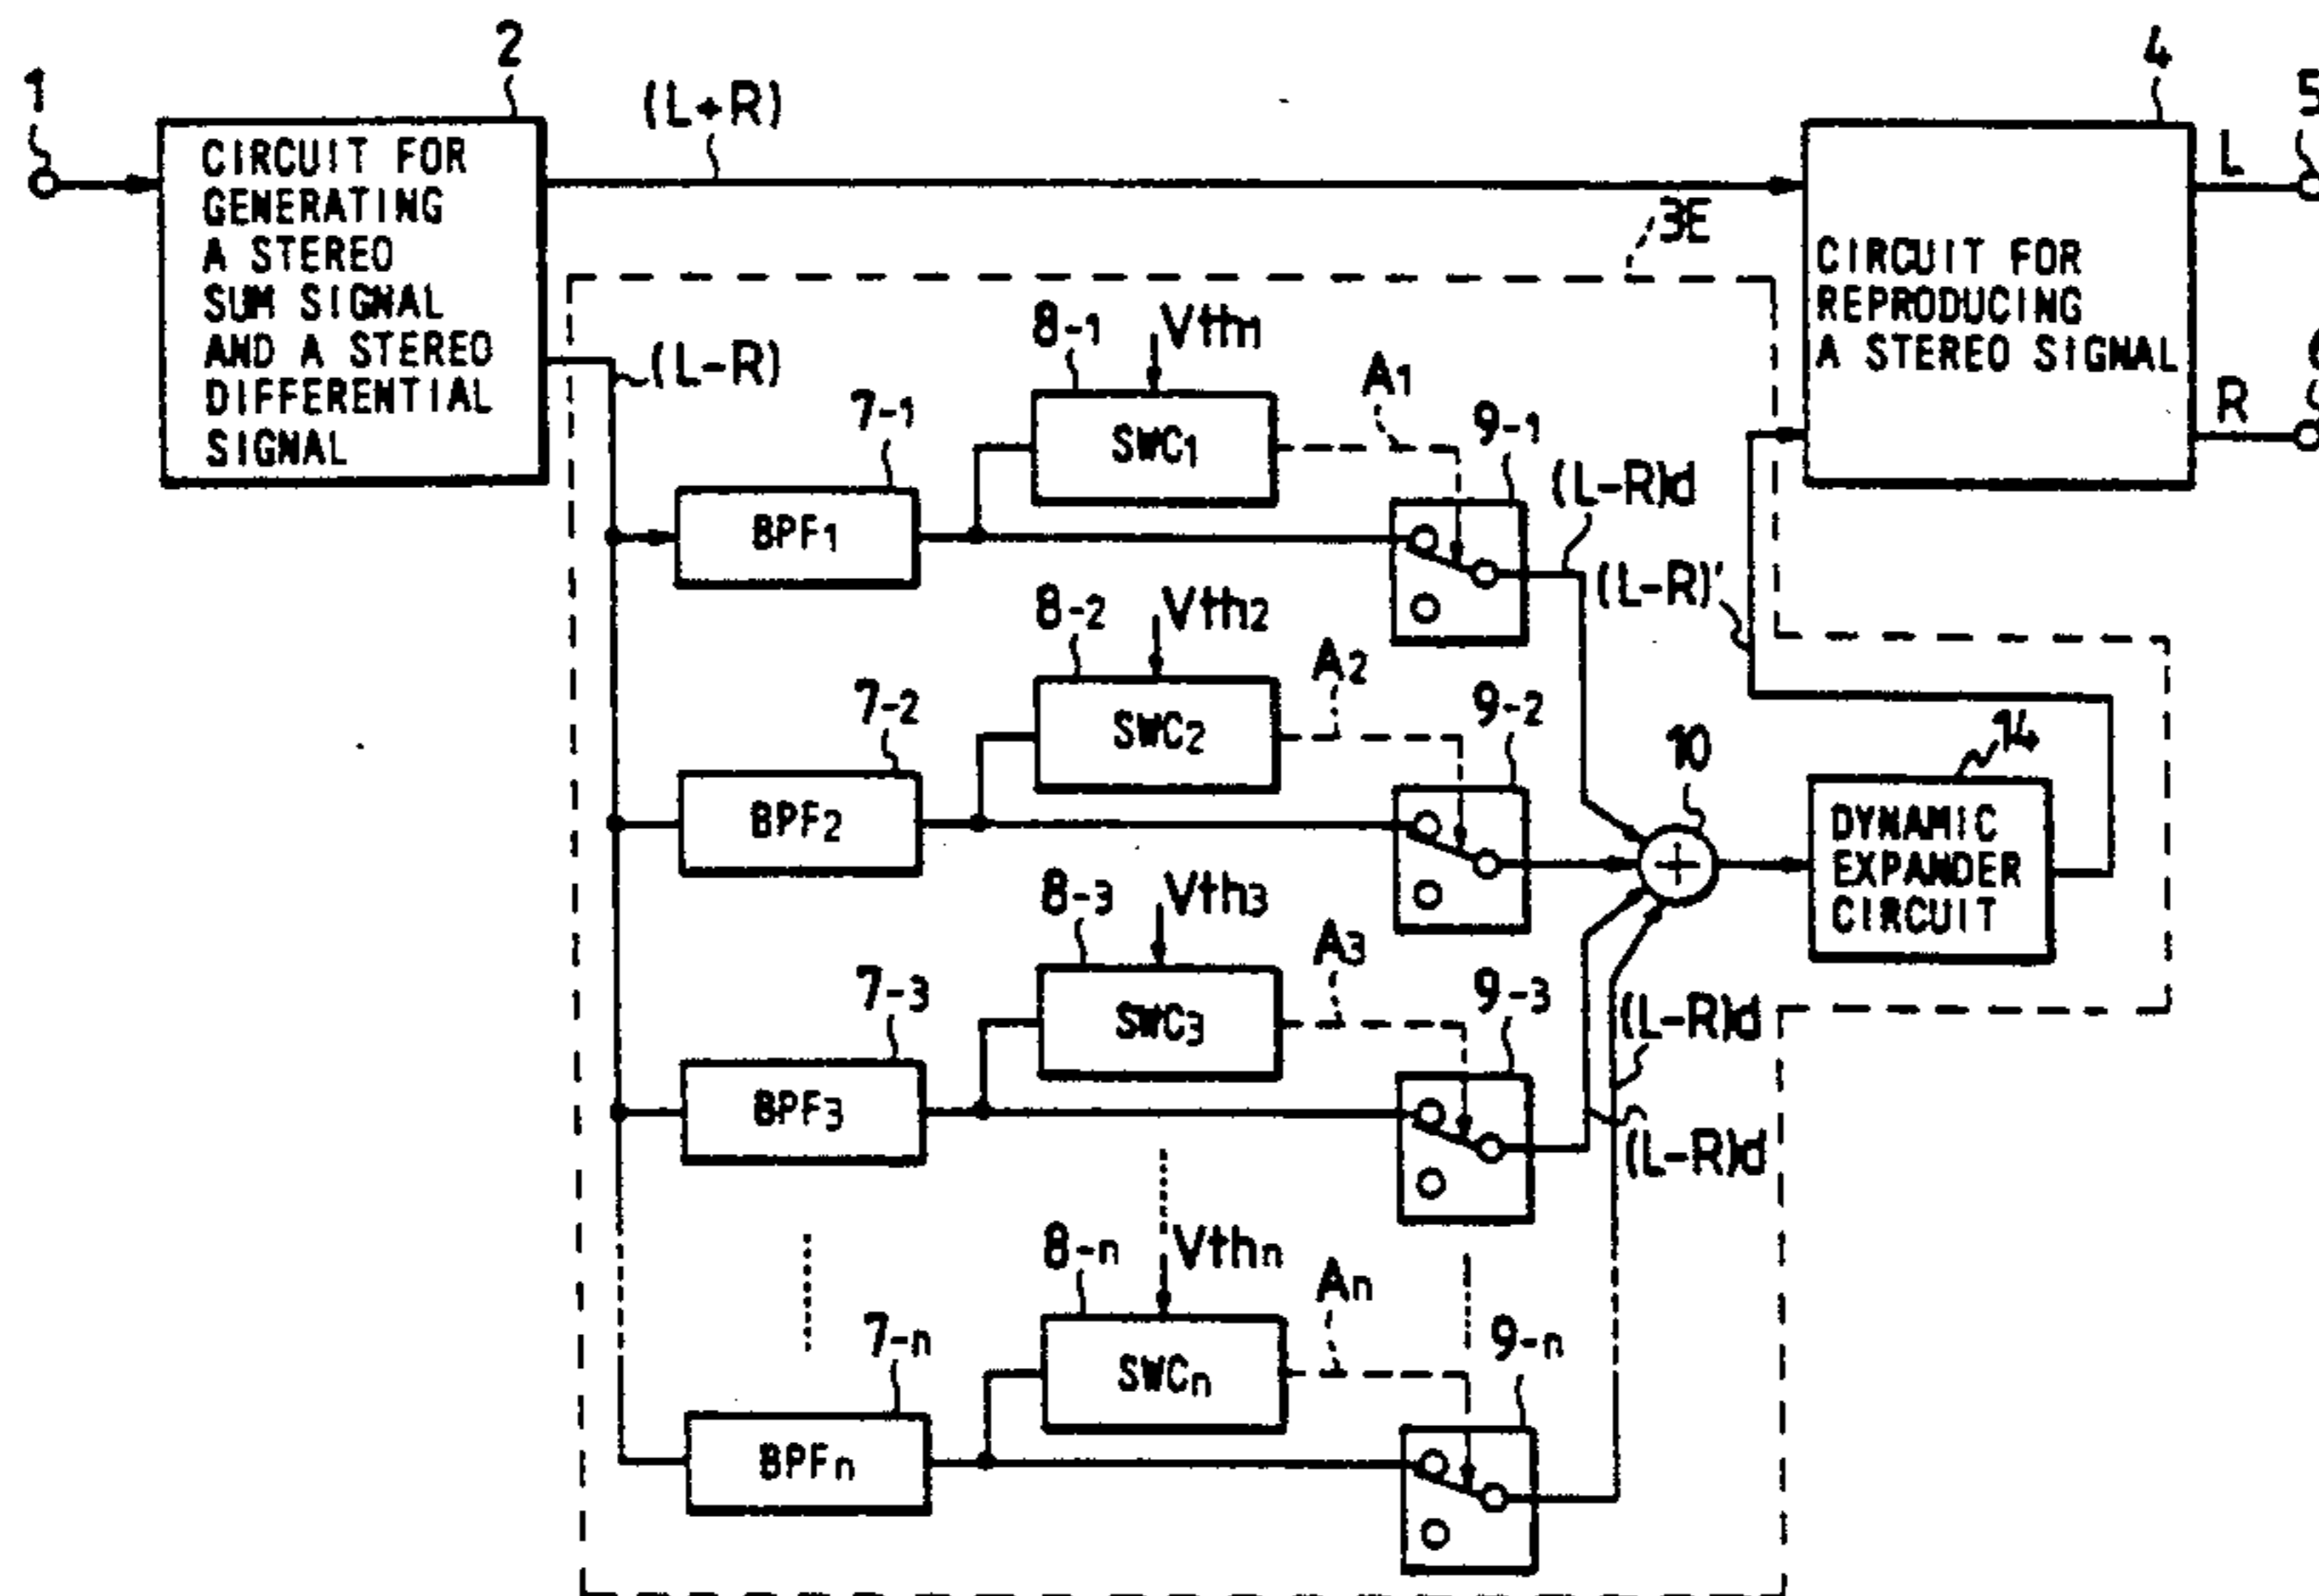 1
2
(L+R)
4
5
CIRCUIT FOR
GENERATING
A STEREO
SUM SIGNAL
AND A STEREO
DIFFERENTIAL
SIGNAL
L
3E
CIRCUIT FOR
REPRODUCING
A STEREO SIGNAL
R
(L-R)
8-1
Vthn
A1
7-1
SWC1
9-1
(L-R)d
BPF1
(L-R)'
8-2
Vth2
A2
7-2
SWC2
9-2
10
14
BPF2
DYNAMIC
EXPANDER
CIRCUIT
8-3
Vth3
A3
7-3
SWC3
9-3
(L-R)d
BPF3
(L-R)d
8-n
Vthn
An
7-n
SWCn
9-n
BPFn